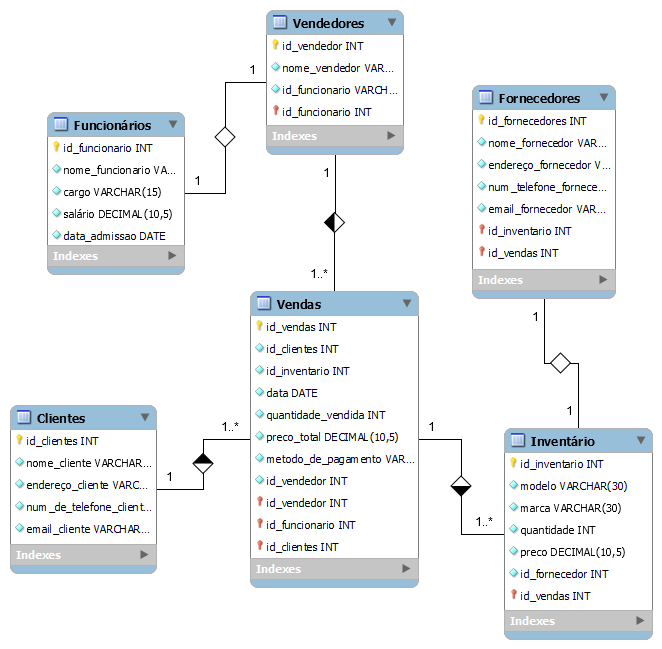 Vendedores
id_vendedor INT
nome_vendedor VAR...
id_funcionario VARCH...
id_funcionario INT
Indexes
1
1
1
1..*
Funcionários
id_funcionario INT
nome_funcionario VA...
cargo VARCHAR(15)
salário DECIMAL(10,5)
data_admissao DATE
Indexes
Fornecedores
id_fornecedores INT
nome_fornecedor VAR...
endereço_fornecedor V...
num_telefone_fornece...
email_fornecedor VAR...
id_inventario INT
id_vendas INT
Indexes
1
1
Vendas
id_vendas INT
id_clientes INT
id_inventario INT
data DATE
quantidade_vendida INT
preco_total DECIMAL(10,5)
metodo_de_pagamento VAR...
id_vendedor INT
id_vendedor INT
id_funcionario INT
id_clientes INT
Indexes
1..*
1
1
1..*
Clientes
id_clientes INT
nome_cliente VARCHAR...
endereço_cliente VARC...
num_de_telefone_client...
email_cliente VARCHAR...
Indexes
Inventário
id_inventario INT
modelo VARCHAR(30)
marca VARCHAR(30)
quantidade INT
preco DECIMAL(10,5)
id_fornecedor INT
id_vendas INT
Indexes